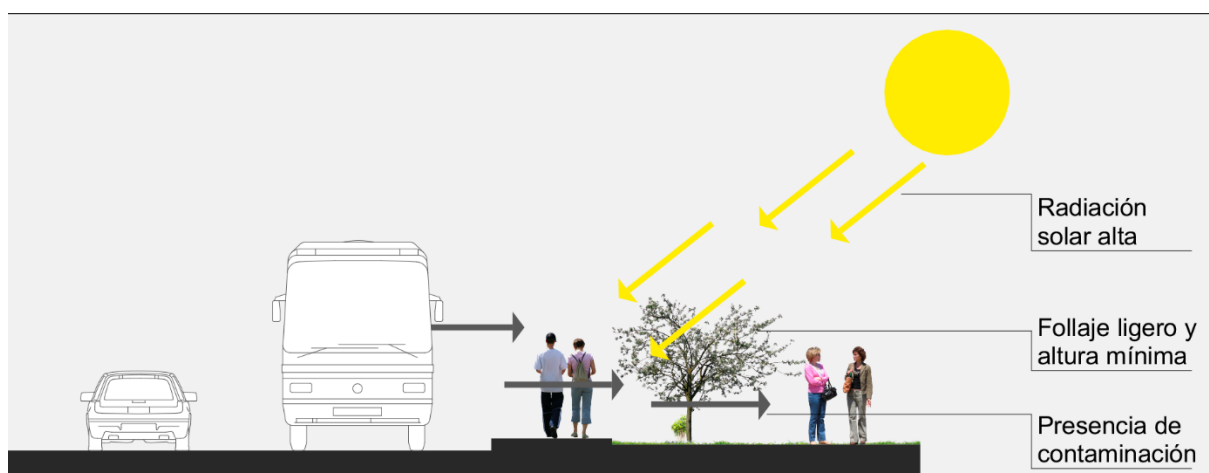 Radiación
solar alta
Follaje ligero y
altura mínima
Presencia de
contaminación